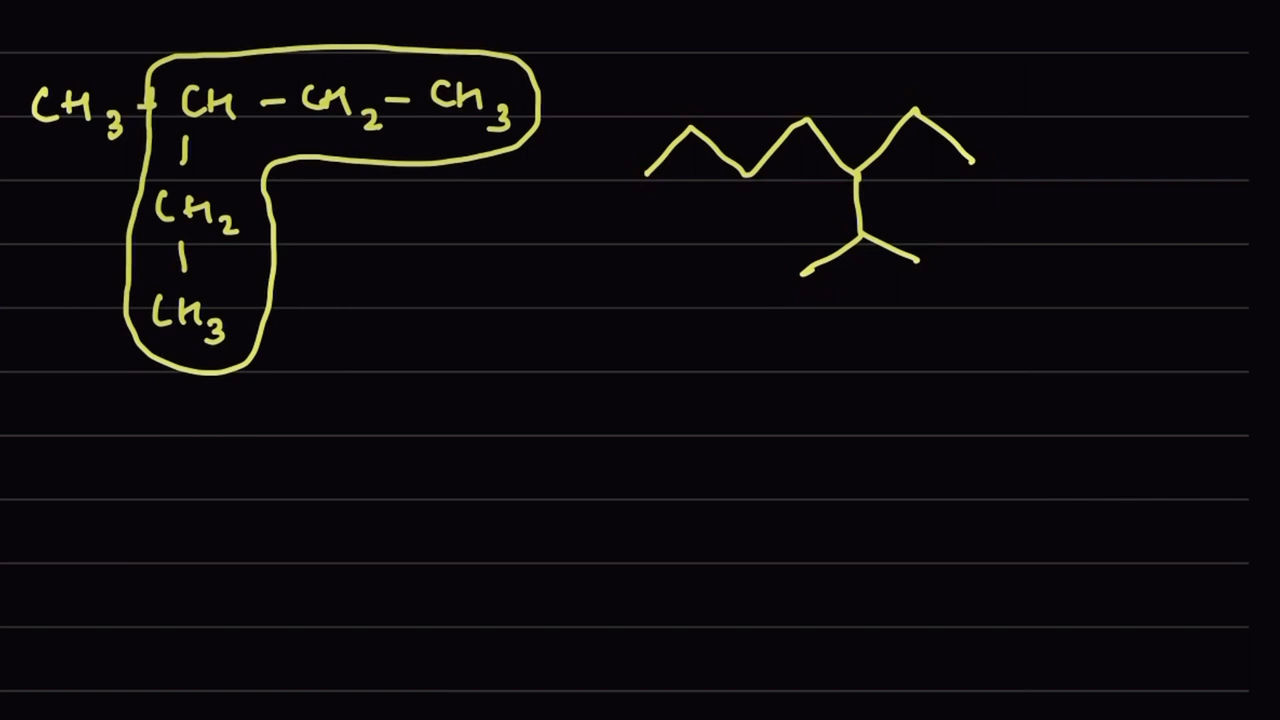 CH3 - CH - CH2 - CH3
|
CH2
|
CH3